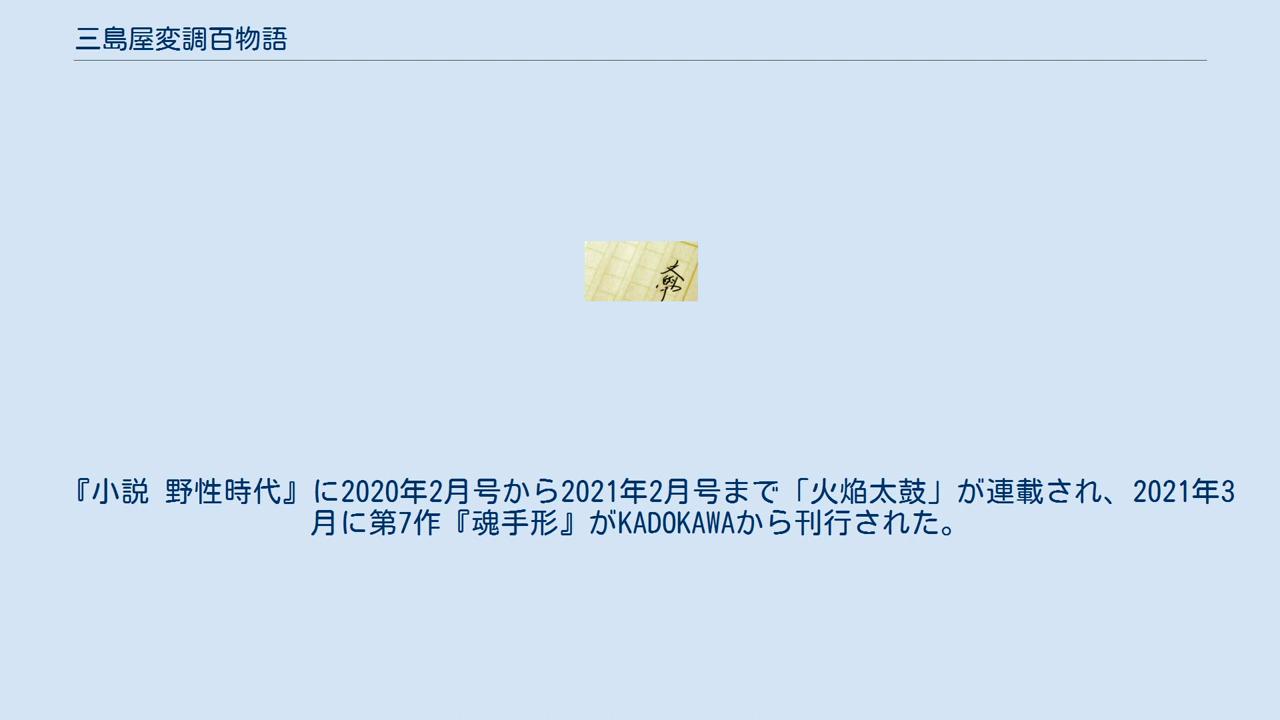 三島屋変調百物語
『小説 野性時代』に2020年2月号から2021年2月号まで「火焔太鼓」が連載され、2021年3
月に第7作『魂手形』がKADOKAWAから刊行された。